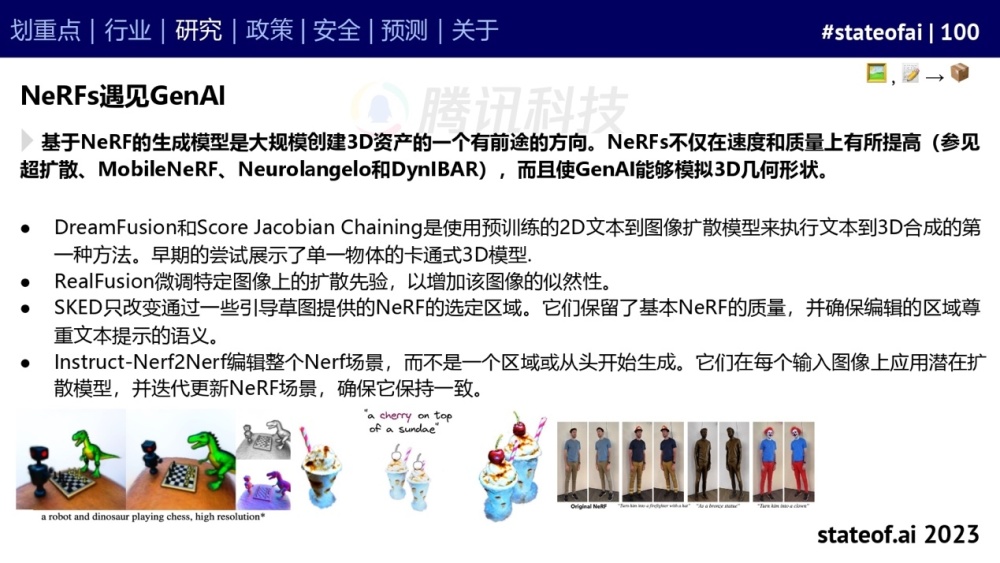 划重点 | 行业 | 研究 | 政策 | 安全 | 预测 | 关于
#stateofai | 100
NeRFs遇见GenAI
腾讯科技
基于NeRF的生成模型是大规模创建3D资产的一个有前途的方向。NeRFs不仅在速度和质量上有所提高（参见
超扩散、MobileNeRF、Neurolangelo和DynIBAR），而且使GenAI能够模拟3D几何形状。
● DreamFusion和Score Jacobian Chaining是使用预训练的2D文本到图像扩散模型来执行文本到3D合成的第
一种方法。早期的尝试展示了单一物体的卡通式3D模型.
● RealFusion微调特定图像上的扩散先验，以增加该图像的似然性。
● SKED只改变通过一些引导草图提供的NeRF的选定区域。它们保留了基本NeRF的质量，并确保编辑的区域尊
重文本提示的语义。
● Instruct-Nerf2Nerf编辑整个Nerf场景，而不是一个区域或从头开始生成。它们在每个输入图像上应用潜在扩
散模型，并迭代更新NeRF场景，确保它保持一致。
a robot and dinosaur playing chess, high resolution*
"a cherry on top
of a sundae"
Original NeRF
"Turn him into a firefighter with a hat"
"As a bronze statue"
"Turn him into a clown"
stateof.ai 2023